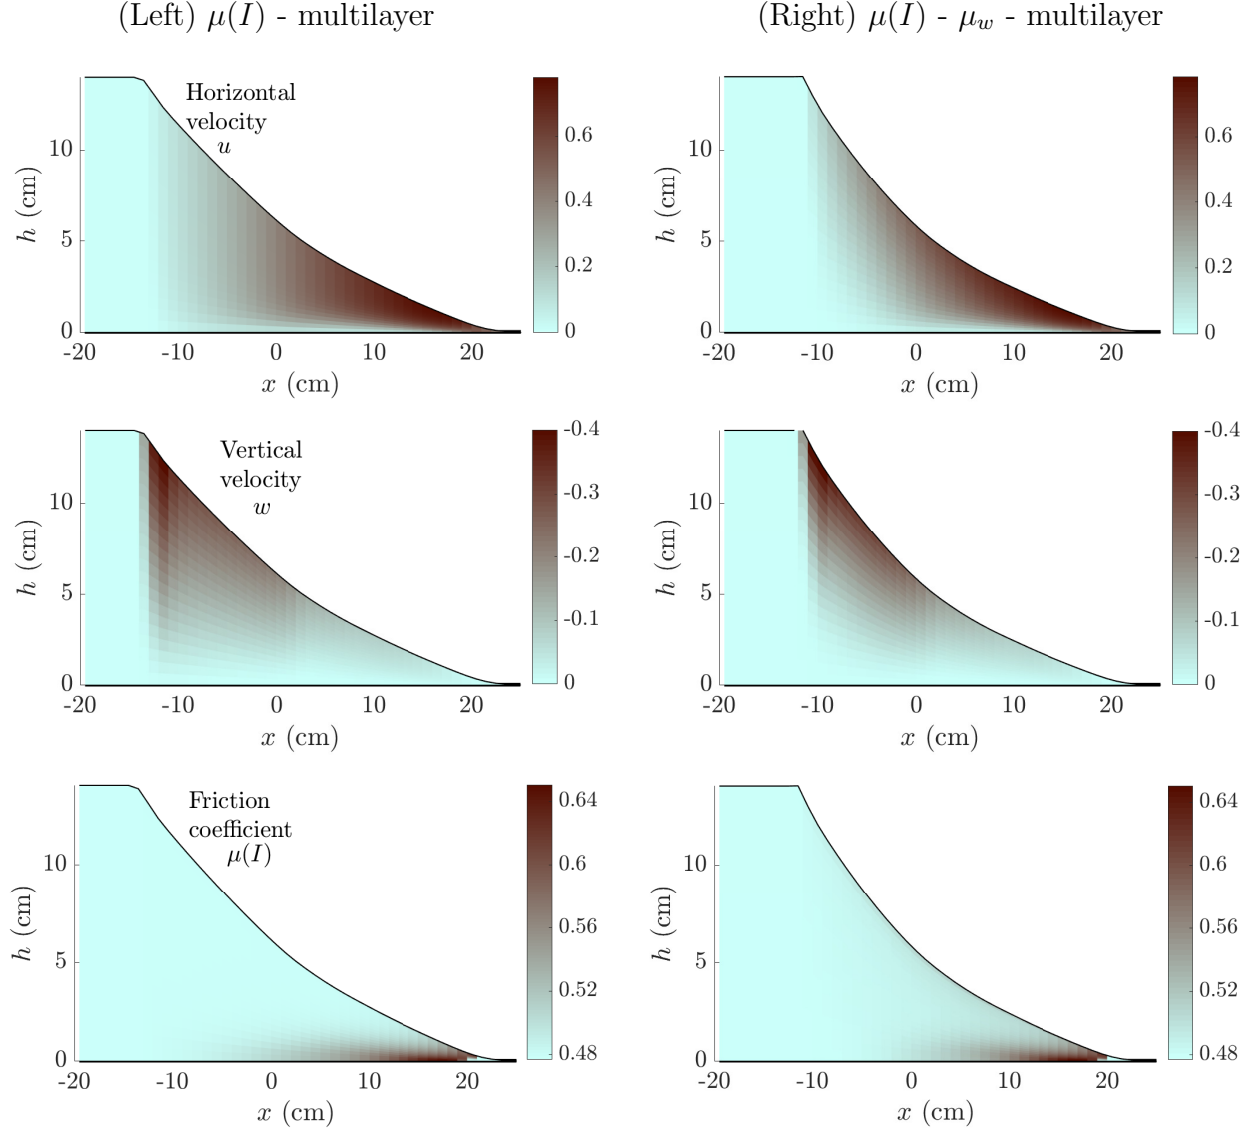 (Left) μ(I) - multilayer
(Right) μ(I) - μ_w - multilayer
Horizontal
velocity
u
h (cm)
10
5
0
-20 -10 0 10 20
x (cm)
0.6
0.4
0.2
0
h (cm)
10
5
0
-20 -10 0 10 20
x (cm)
0.6
0.4
0.2
0
Vertical
velocity
w
h (cm)
10
5
0
-20 -10 0 10 20
x (cm)
-0.4
-0.3
-0.2
-0.1
0
h (cm)
10
5
0
-20 -10 0 10 20
x (cm)
-0.4
-0.3
-0.2
-0.1
0
Friction
coefficient
μ(I)
h (cm)
10
5
0
-20 -10 0 10 20
x (cm)
0.64
0.6
0.56
0.52
0.48
h (cm)
10
5
0
-20 -10 0 10 20
x (cm)
0.64
0.6
0.56
0.52
0.48